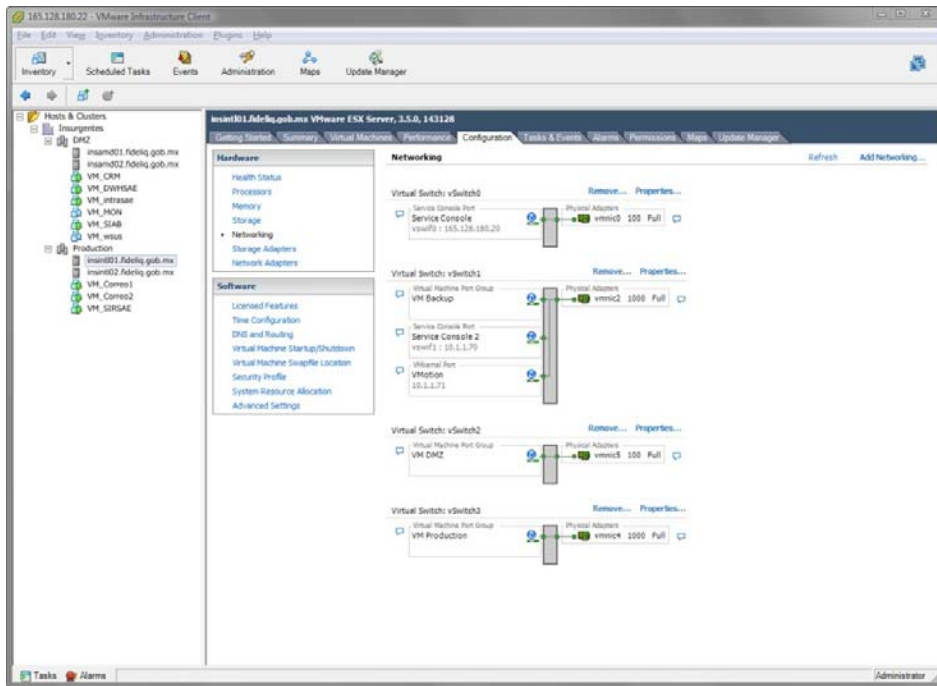 165.128.180.22 - VMware Infrastructure Client
File Edit View Inventory Administration Plugins Help
Inventory Scheduled Tasks Events Administration Maps Update Manager
Hosts & Clusters
Insurgentes
DMZ
insamd01.fideliq.gob.mx
insamd02.fideliq.gob.mx
VM_CRM
VM_DWHSAE
VM_intrasae
VM_MON
VM_SIAB
VM_wsus
Production
insintl01.fideliq.gob.mx
insintl02.fideliq.gob.mx
VM_Correo1
VM_Correo2
VM_SIRSAE
insintl01.fideliq.gob.mx VMware ESX Server, 3.5.0, 143128
Getting Started Summary Virtual Machines Performance Configuration Tasks & Events Alarms Permissions Maps Update Manager
Hardware
Health Status
Processors
Memory
Storage
Networking
Storage Adapters
Network Adapters
Software
Licensed Features
Time Configuration
DNS and Routing
Virtual Machine Startup/Shutdown
Virtual Machine Swapfile Location
Security Profile
System Resource Allocation
Advanced Settings
Networking Refresh Add Networking...
Virtual Switch: vSwitch0 Remove... Properties...
Service Console Port Physical Adapters
Service Console vmnic0 100 Full
vswif0 : 165.128.180.20
Virtual Switch: vSwitch1 Remove... Properties...
Virtual Machine Port Group Physical Adapters
VM Backup vmnic2 1000 Full
Service Console Port
Service Console 2
vswif1 : 10.1.1.70
VMkernel Port
VMotion
10.1.1.71
Virtual Switch: vSwitch2 Remove... Properties...
Virtual Machine Port Group Physical Adapters
VM DMZ vmnic5 100 Full
Virtual Switch: vSwitch3 Remove... Properties...
Virtual Machine Port Group Physical Adapters
VM Production vmnic4 1000 Full
Tasks Alarms Administrator